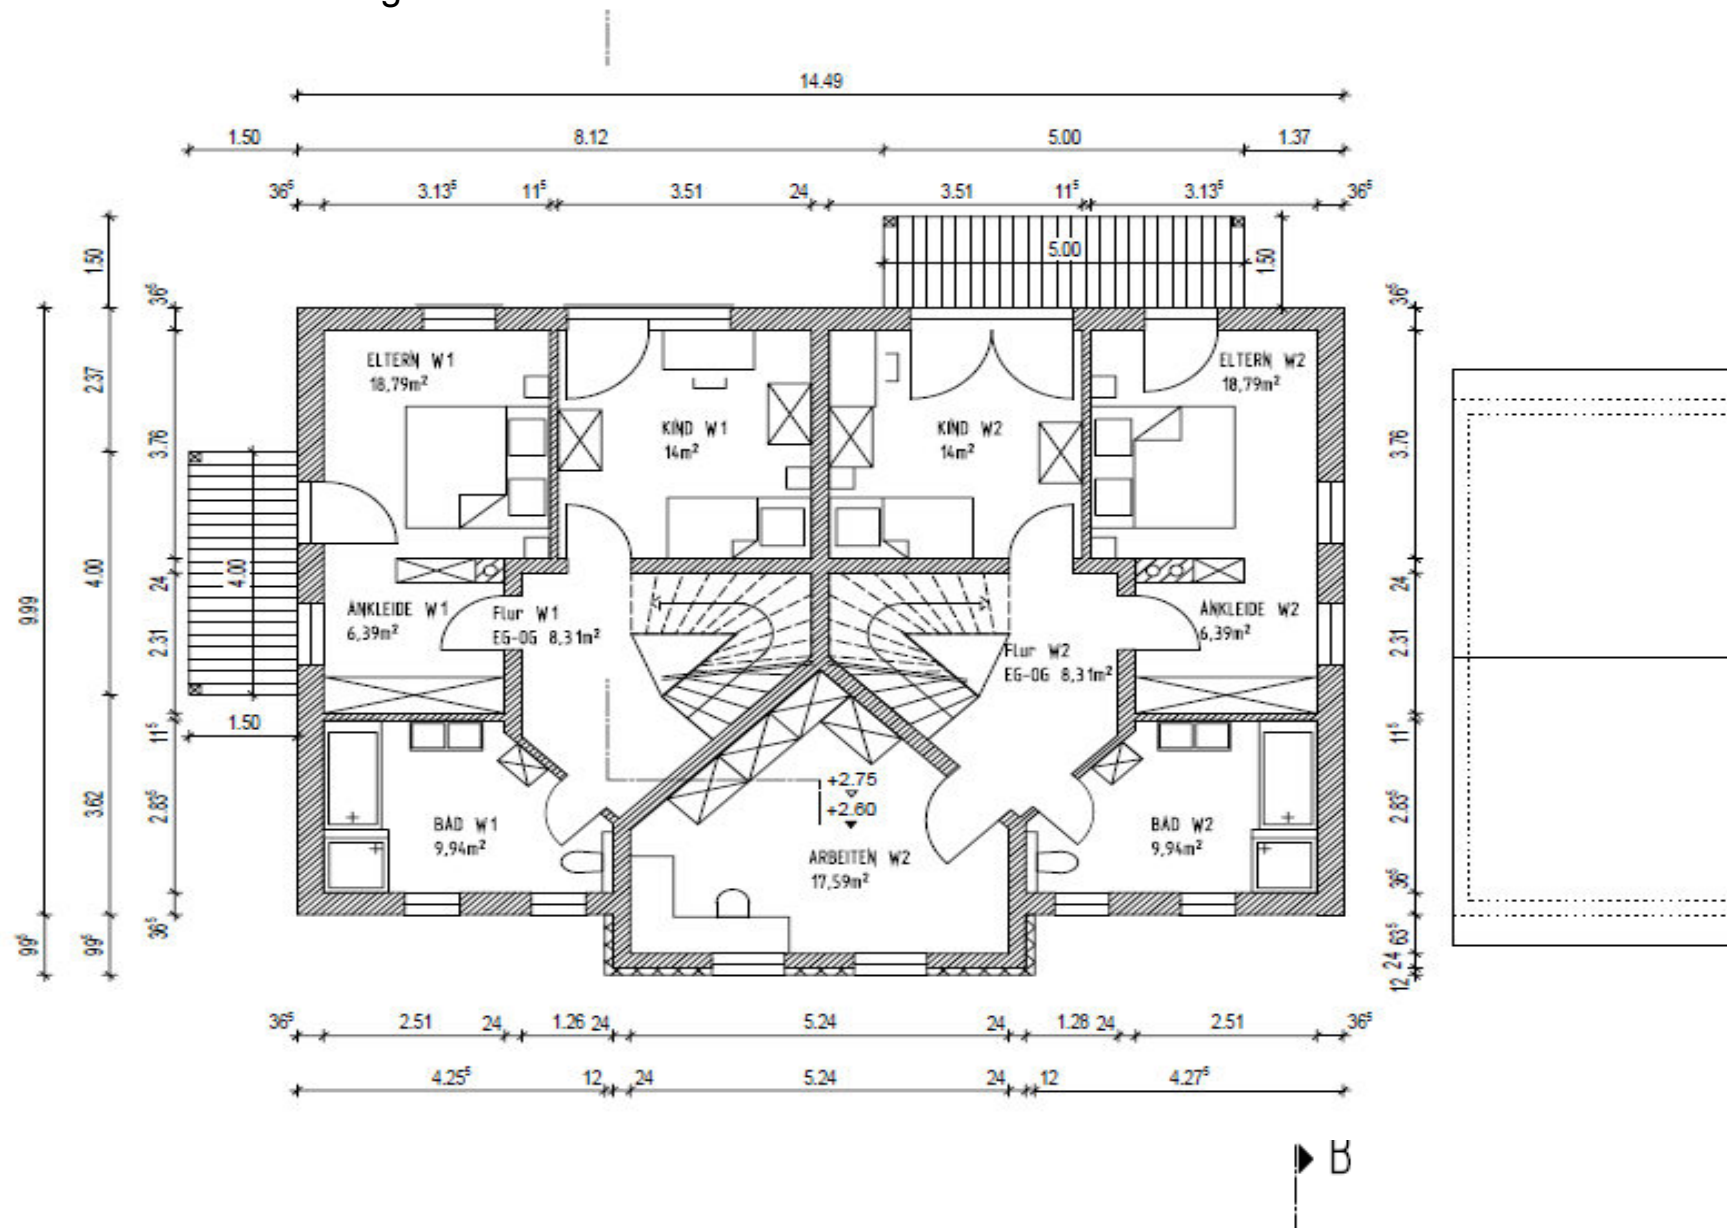 g
14.49
1.50 8.12 5.00 1.37
36⁵ 3.13⁵ 11⁵ 3.51 24 3.51 11⁵ 3.13⁵ 36⁵
5.00
1.50
1.50
36⁵
36⁵
ELTERN W1
18,79m²
ELTERN W2
18,79m²
2.37
KIND W1
14m²
KIND W2
14m²
3.76
3.76
4.00
4.00
24
24
9.99
ANKLEIDE W1
6,39m²
Flur W1
EG-OG 8,31m²
ANKLEIDE W2
6,39m²
Flur W2
EG-OG 8,31m²
2.31
2.31
1.50
11⁵
11⁵
+2.75
+2.60
3.62
2.83⁵
2.83⁵
BAD W1
9,94m²
BAD W2
9,94m²
ARBEITEN W2
17,59m²
36⁵
36⁵
99⁵
99⁵
63⁵
24
12
36⁵ 2.51 24 1.26 24 5.24 24 1.28 24 2.51 36⁵
4.25⁵ 12 24 5.24 24 12 4.27⁵
B